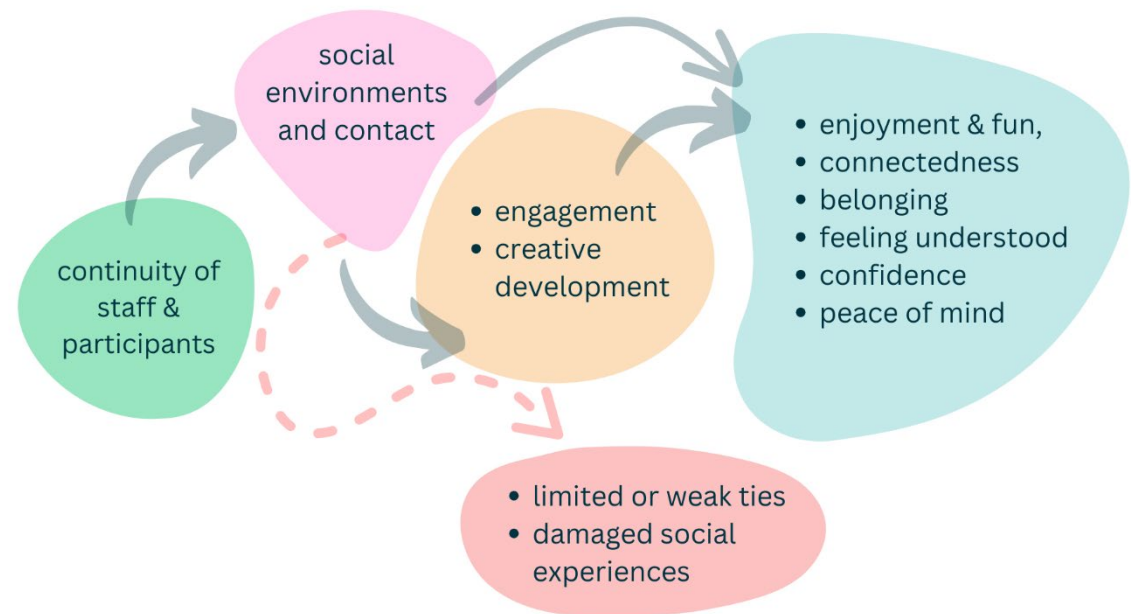 social
environments
and contact
continuity of
staff &
participants
• engagement
• creative
development
• enjoyment & fun,
• connectedness
• belonging
• feeling understood
• confidence
• peace of mind
• limited or weak ties
• damaged social
experiences